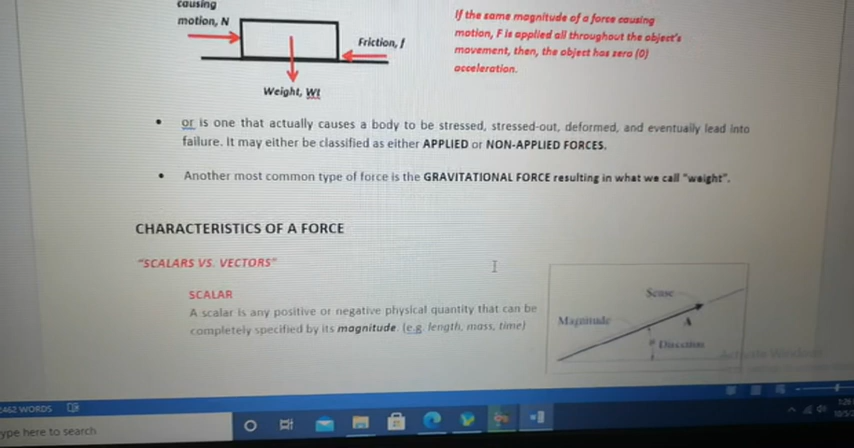 causing
motion, N
Friction, f
Weight, Wt
If the same magnitude of a force causing
motion, F is applied all throughout the object's
movement, then, the object has zero (0)
acceleration.
• or is one that actually causes a body to be stressed, stressed-out, deformed, and eventually lead into
failure. It may either be classified as either APPLIED or NON-APPLIED FORCES.
• Another most common type of force is the GRAVITATIONAL FORCE resulting in what we call "weight".
CHARACTERISTICS OF A FORCE
"SCALARS VS. VECTORS"
SCALAR
A scalar is any positive or negative physical quantity that can be
completely specified by its magnitude. (e.g. length, mass, time)
Sense
Magnitude
A
Direction
Activate Windows
2462 WORDS
ype here to search